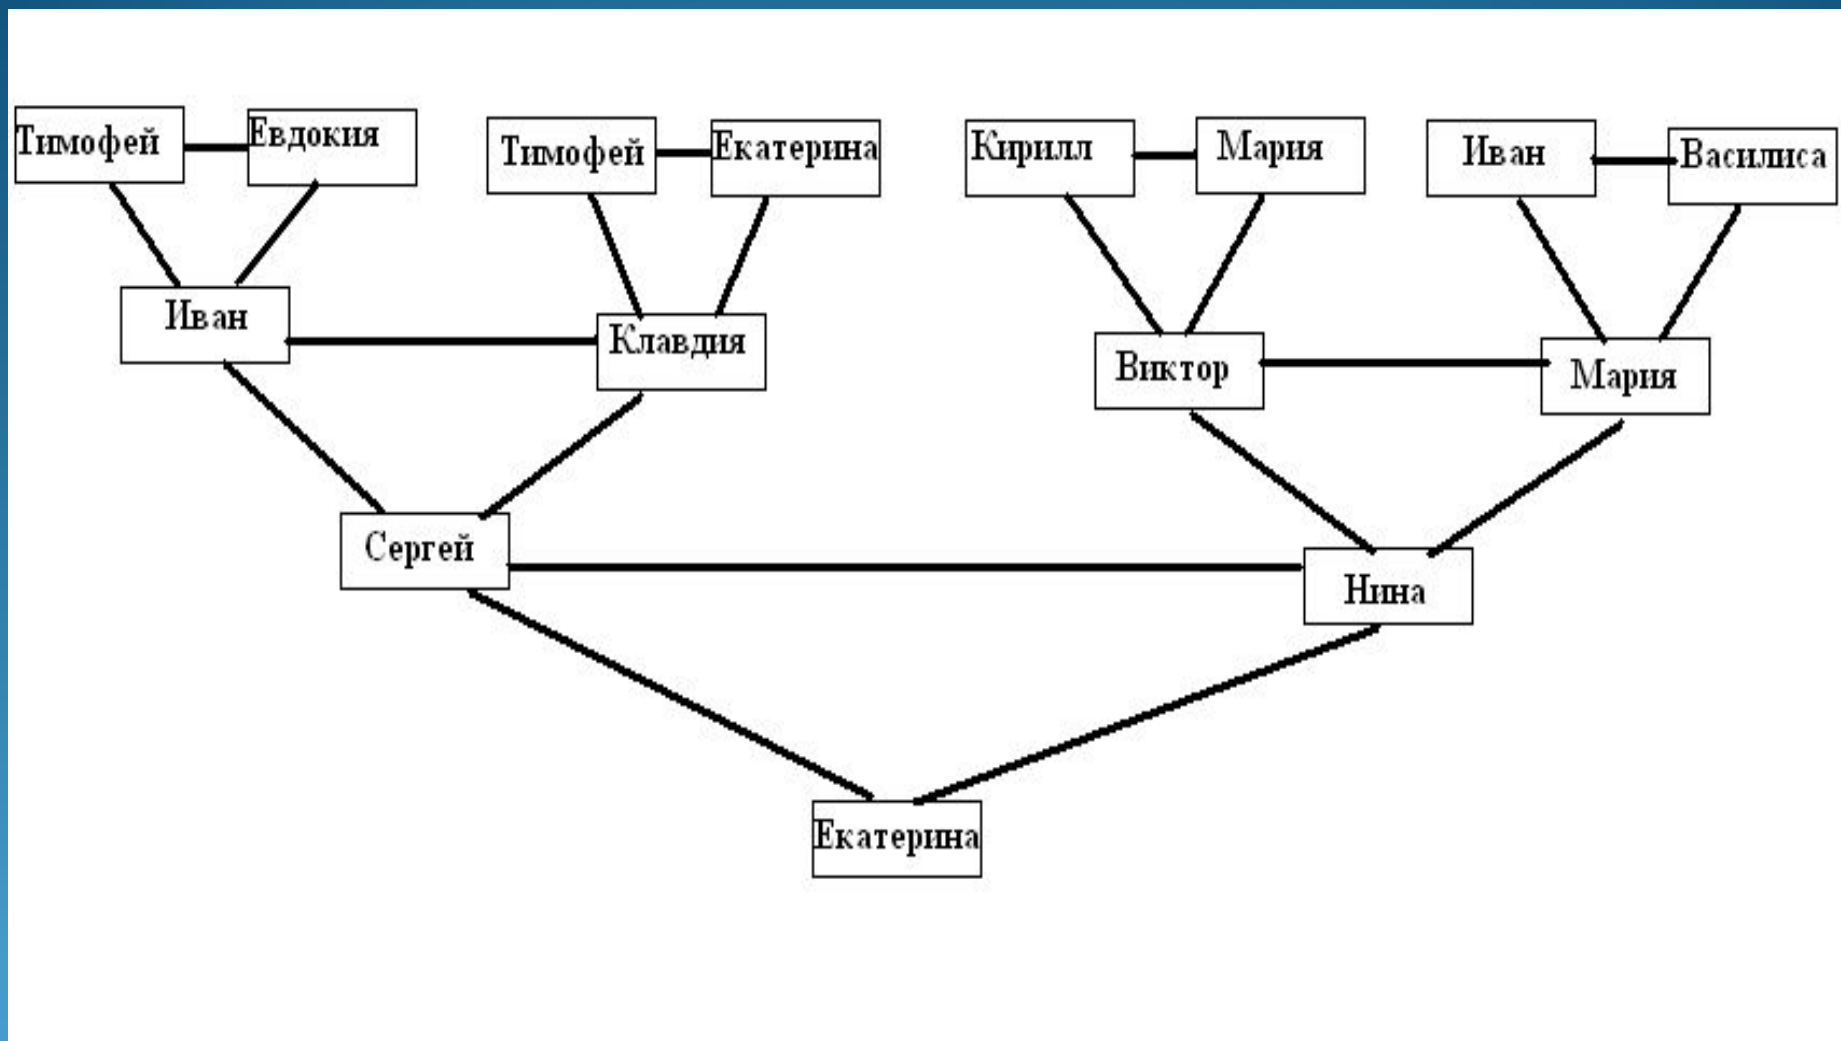 Тимофей
Евдокия
Тимофей
Екатерина
Кирилл
Мария
Иван
Василиса
Иван
Клавдия
Виктор
Мария
Сергей
Нина
Екатерина